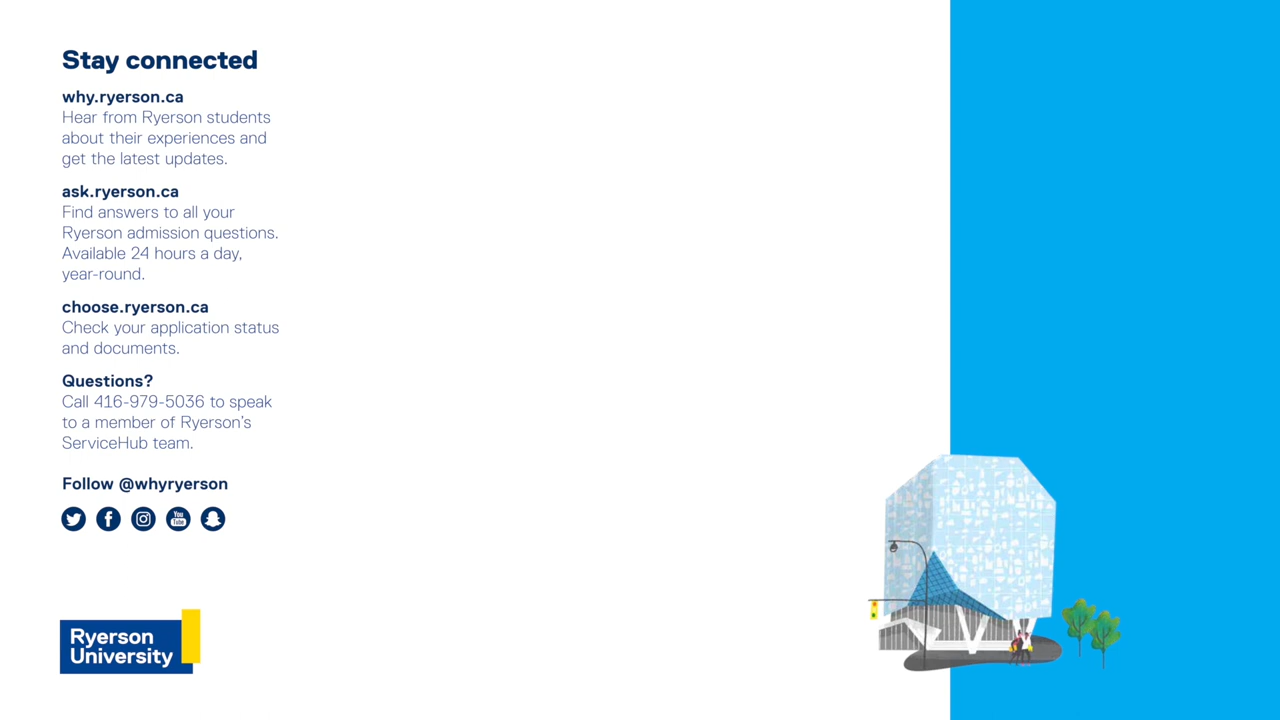 Stay connected
why.ryerson.ca
Hear from Ryerson students
about their experiences and
get the latest updates.
ask.ryerson.ca
Find answers to all your
Ryerson admission questions.
Available 24 hours a day,
year-round.
choose.ryerson.ca
Check your application status
and documents.
Questions?
Call 416-979-5036 to speak
to a member of Ryerson’s
ServiceHub team.
Follow @whyryerson
You
Tube
Ryerson
University